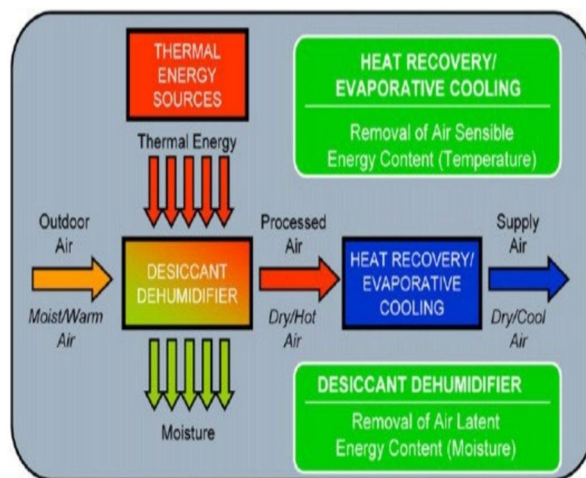 THERMAL
ENERGY
SOURCES
HEAT RECOVERY/
EVAPORATIVE COOLING
Removal of Air Sensible
Energy Content (Temperature)
Thermal Energy
Outdoor
Air
Moist/Warm
Air
DESICCANT
DEHUMIDIFIER
Processed
Air
Dry/Hot
Air
HEAT RECOVERY/
EVAPORATIVE
COOLING
Supply
Air
Dry/Cool
Air
Moisture
DESICCANT DEHUMIDIFIER
Removal of Air Latent
Energy Content (Moisture)